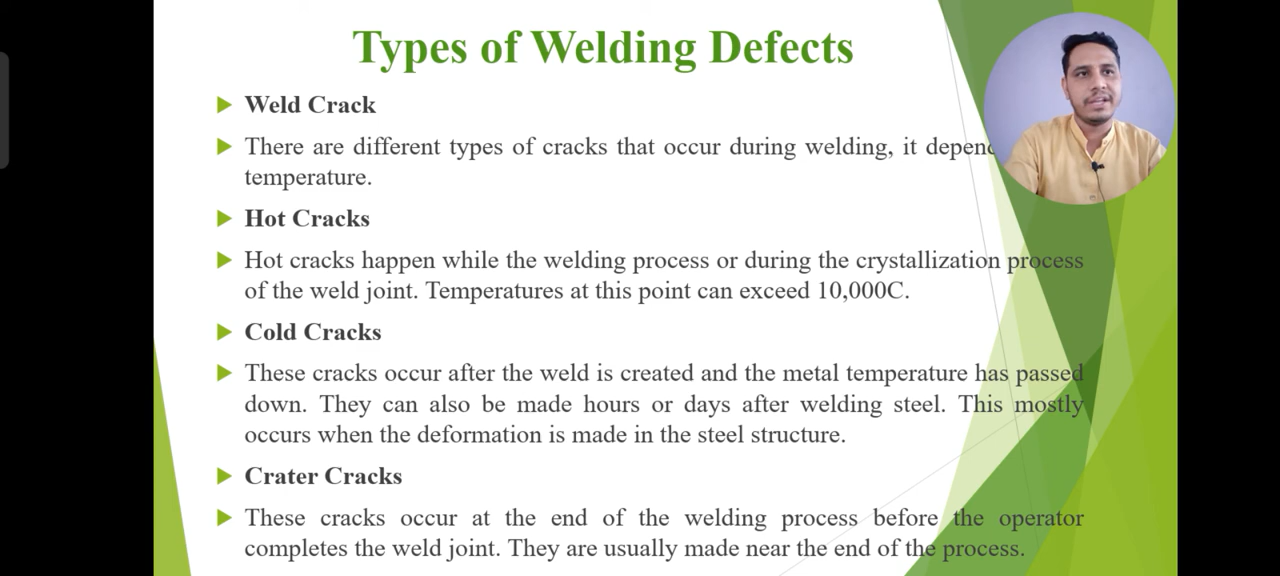 Types of Welding Defects
Weld Crack
There are different types of cracks that occur during welding, it
temperature.
Hot Cracks
Hot cracks happen while the welding process or during the crystallization process
of the weld joint. Temperatures at this point can exceed 10,000C.
Cold Cracks
These cracks occur after the weld is created and the metal temperature has passed
down. They can also be made hours or days after welding steel. This mostly
occurs when the deformation is made in the steel structure.
Crater Cracks
These cracks occur at the end of the welding process before the operator
completes the weld joint. They are usually made near the end of the process.